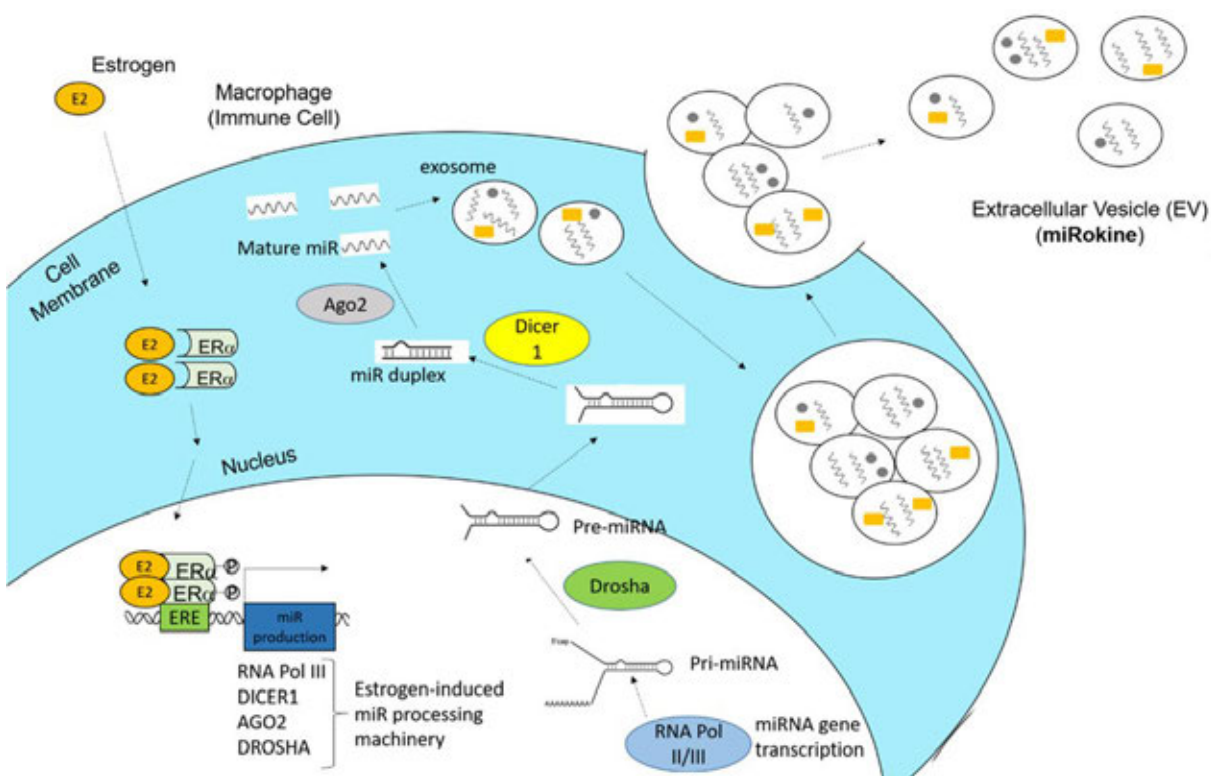 Estrogen
E2
Macrophage
(Immune Cell)
exosome
Extracellular Vesicle (EV)
(miRokine)
Mature miR
Cell
Membrane
Ago2
Dicer
1
miR duplex
E2
ERα
E2
ERα
Nucleus
Pre-miRNA
E2
ERα
P
E2
ERα
P
ERE
miR
production
Drosha
Pri-miRNA
RNA Pol III
DICER1
AGO2
DROSHA
Estrogen-induced
miR processing
machinery
RNA Pol
II/III
miRNA gene
transcription